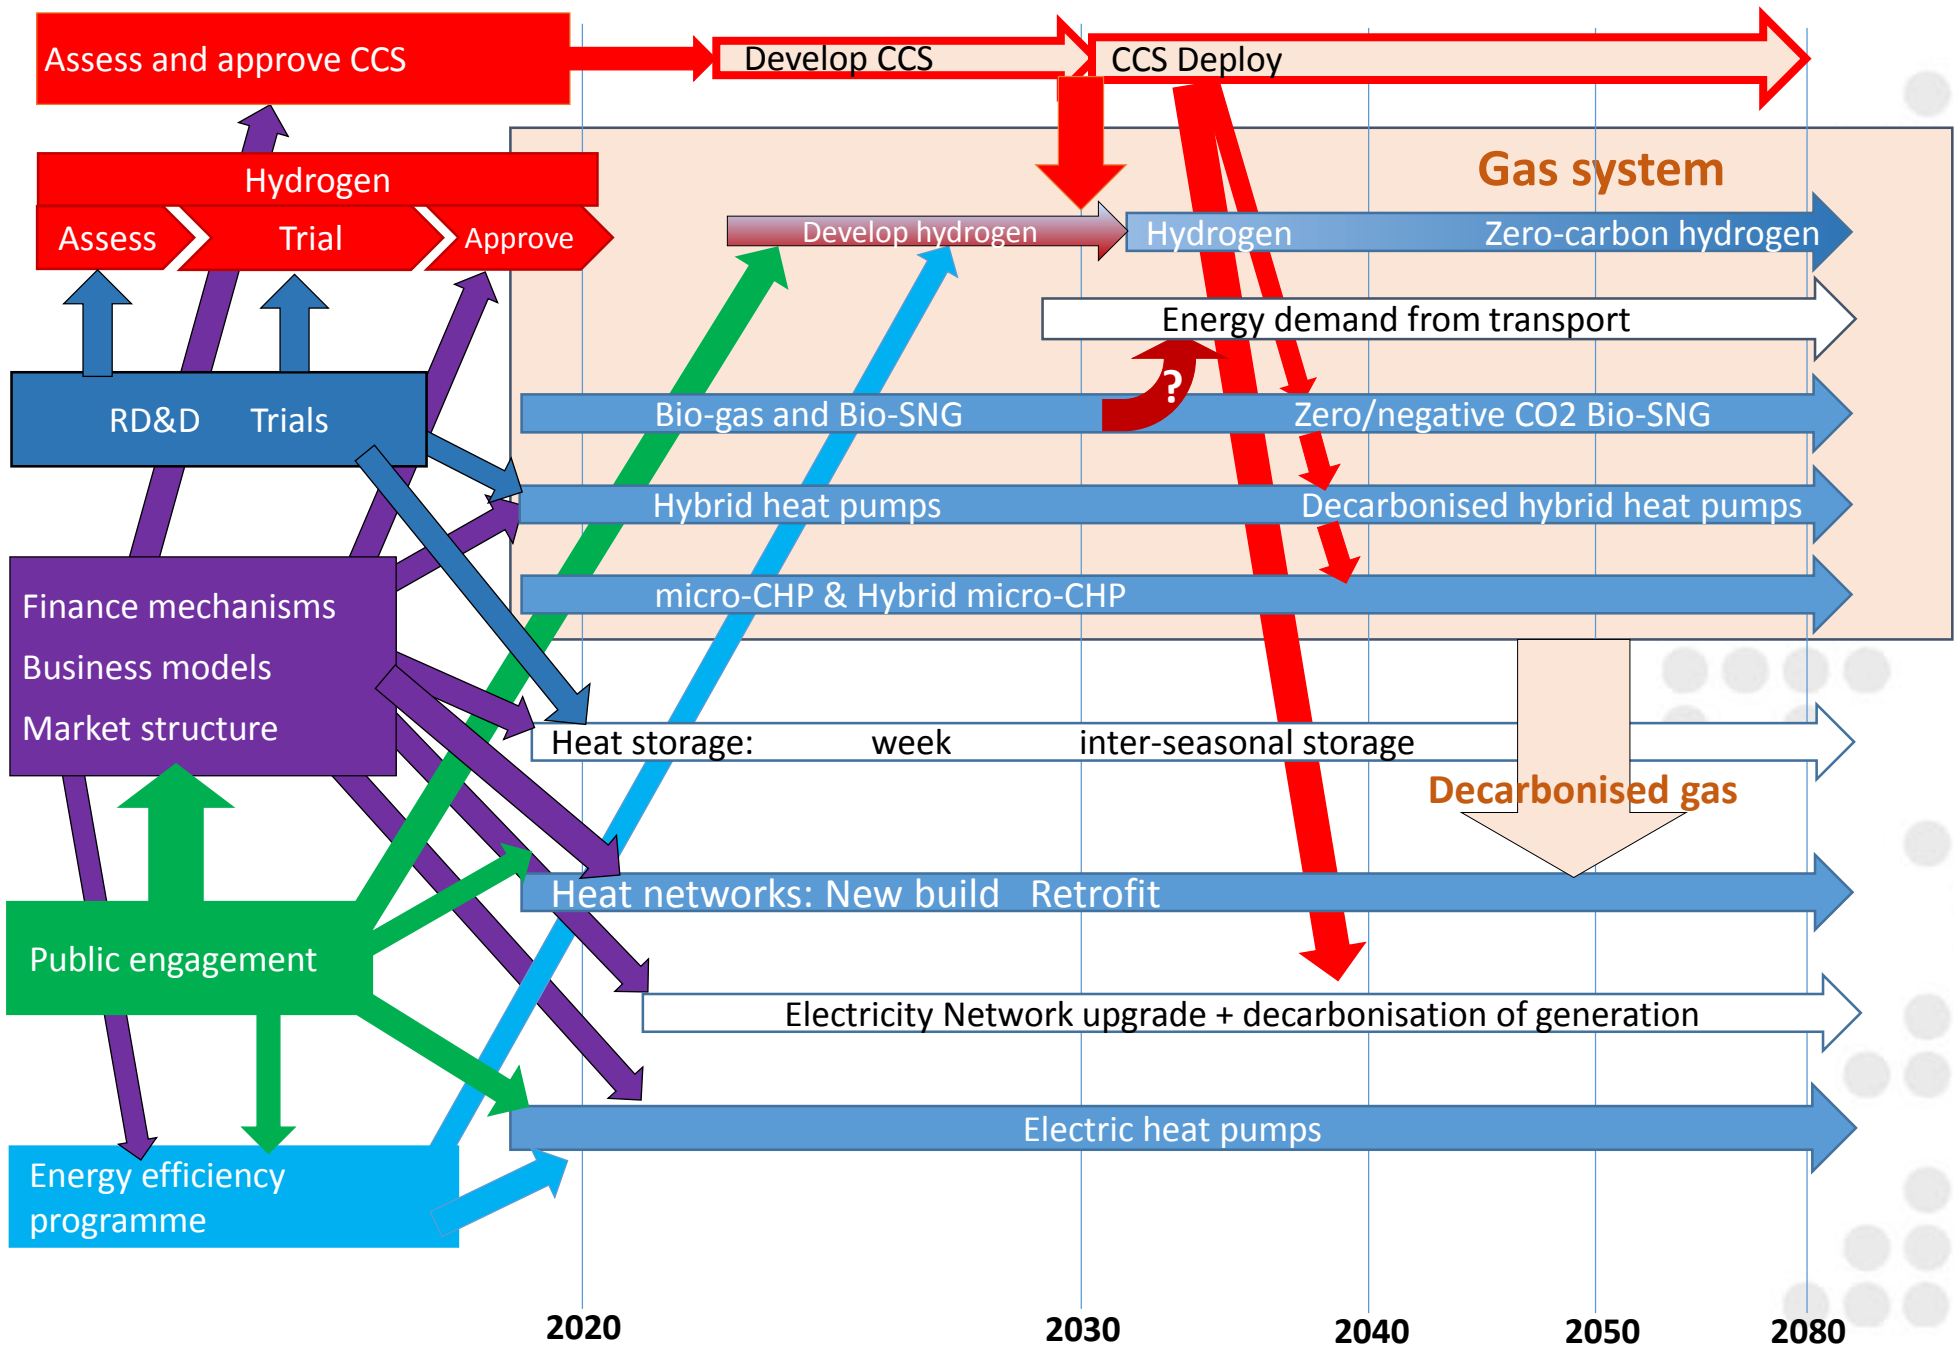 Assess and approve CCS
Develop CCS
CCS Deploy
Gas system
Hydrogen
Assess
Trial
Approve
Develop hydrogen
Hydrogen
Zero-carbon hydrogen
Energy demand from transport
?
RD&D Trials
Bio-gas and Bio-SNG
Zero/negative CO2 Bio-SNG
Hybrid heat pumps
Decarbonised hybrid heat pumps
micro-CHP & Hybrid micro-CHP
Finance mechanisms
Business models
Market structure
Heat storage: week inter-seasonal storage
Decarbonised gas
Heat networks: New build Retrofit
Public engagement
Electricity Network upgrade + decarbonisation of generation
Electric heat pumps
Energy efficiency
programme
2020
2030
2040
2050
2080